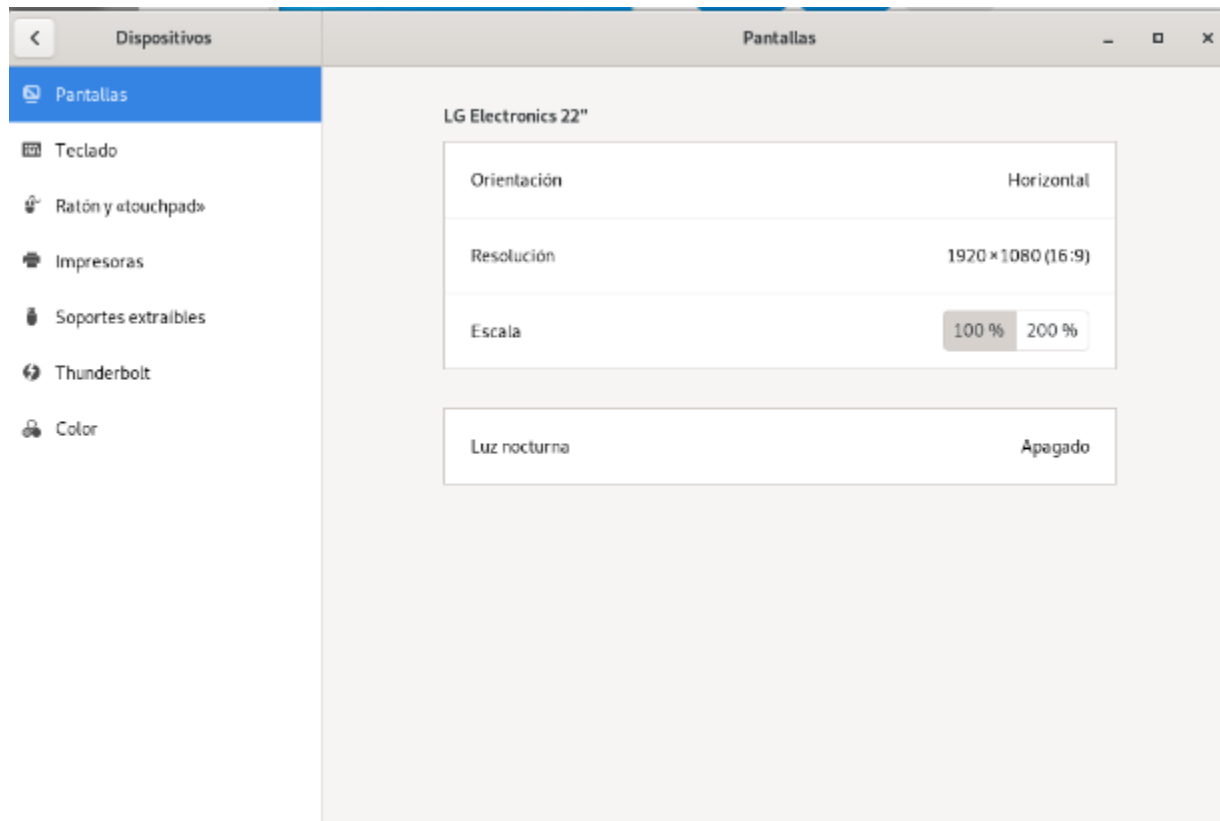 Dispositivos
Pantallas
Pantallas
Teclado
Ratón y «touchpad»
Impresoras
Soportes extraíbles
Thunderbolt
Color
LG Electronics 22"
Orientación Horizontal
Resolución 1920×1080 (16:9)
Escala 100 % 200 %
Luz nocturna Apagado